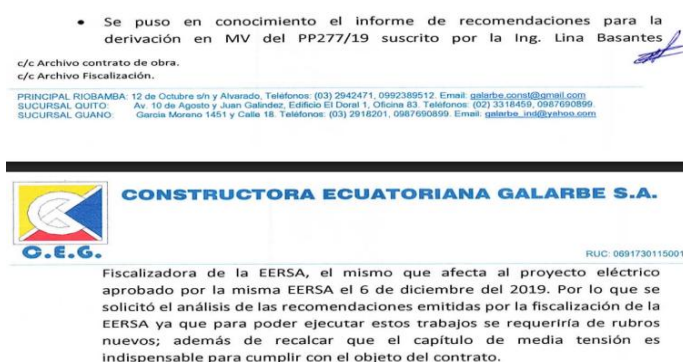 • Se puso en conocimiento el informe de recomendaciones para la
derivación en MV del PP277/19 suscrito por la Ing. Lina Basantes
c/c Archivo contrato de obra.
c/c Archivo Fiscalización.
PRINCIPAL RIOBAMBA: 12 de Octubre s/n y Alvarado, Teléfonos: (03) 2942471, 0992389512. Email: galarbe.const@gmail.com
SUCURSAL QUITO: Av. 10 de Agosto y Juan Galindez, Edificio El Doral 1, Oficina 83. Teléfonos: (02) 3318459, 0987690899.
SUCURSAL GUANO: Garcia Moreno 1451 y Calle 18. Teléfonos: (03) 2918201, 0987690899. Email: galarbe_ind@yahoo.com
CONSTRUCTORA ECUATORIANA GALARBE S.A.
C.E.G.
RUC: 0691730115001
Fiscalizadora de la EERSA, el mismo que afecta al proyecto eléctrico
aprobado por la misma EERSA el 6 de diciembre del 2019. Por lo que se
solicitó el análisis de las recomendaciones emitidas por la fiscalización de la
EERSA ya que para poder ejecutar estos trabajos se requeriría de rubros
nuevos; además de recalcar que el capítulo de media tensión es
indispensable para cumplir con el objeto del contrato.